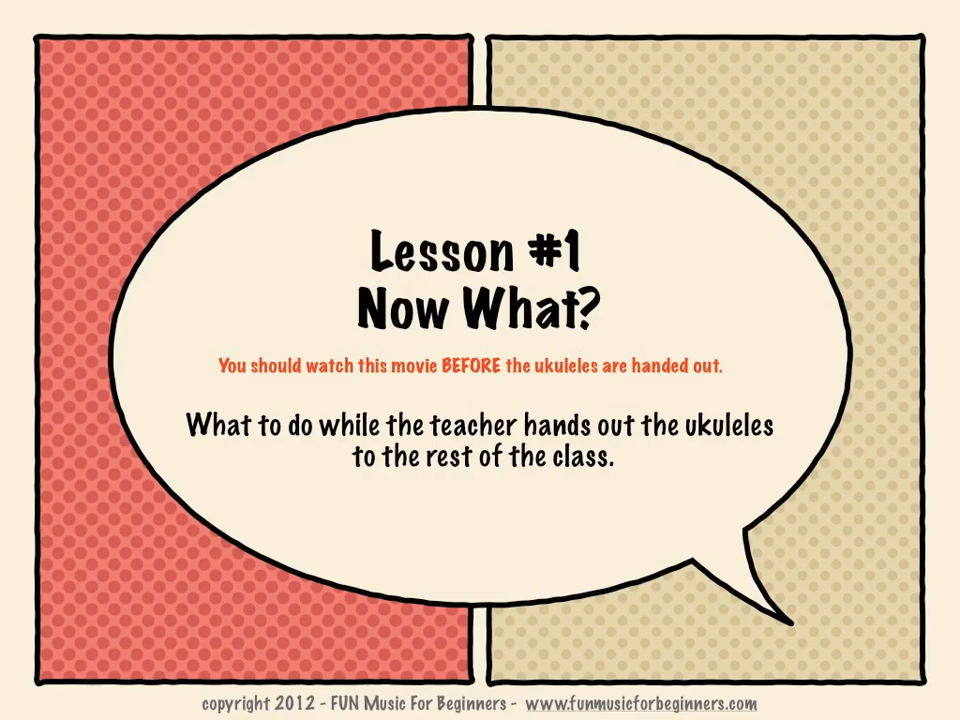 Lesson #1
Now What?
You should watch this movie BEFORE the ukuleles are handed out.
What to do while the teacher hands out the ukuleles
to the rest of the class.
copyright 2012 - FUN Music For Beginners - www.funmusicforbeginners.com